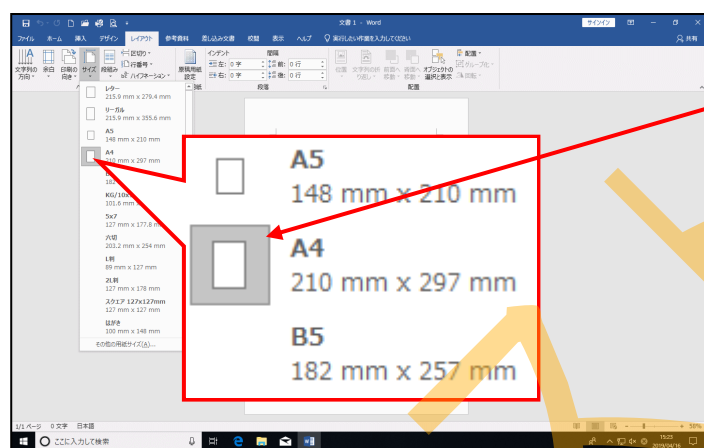 文書 1 - Word
サインイン
ファイル ホーム 挿入 デザイン レイアウト 参考資料 差し込み文書 校閲 表示 ヘルプ 実行したい作業を入力してください 共有
文字列の方向 余白 印刷の向き サイズ 段組み 区切り 行番号 ハイフネーション
原稿用紙設定
インデント 間隔
左: 0 字 前: 0 行
右: 0 字 後: 0 行
位置 文字列の折り返し 前面へ移動 背面へ移動 オブジェクトの選択と表示 配置 グループ化 回転
段落 配置
レター
215.9 mm x 279.4 mm
リーガル
215.9 mm x 355.6 mm
A5
148 mm x 210 mm
A4
210 mm x 297 mm
KG/10x
101.6 mm
5x7
127 mm x 177.8 m
六切
203.2 mm x 254 mm
L判
89 mm x 127 mm
2L判
127 mm x 178 mm
スクエア 127x127mm
127 mm x 127 mm
はがき
100 mm x 148 mm
その他の用紙サイズ(A)...
A5
148 mm x 210 mm
A4
210 mm x 297 mm
B5
182 mm x 257 mm
1/1 ページ 0 文字 日本語
50%
ここに入力して検索
15:25
2019/04/16